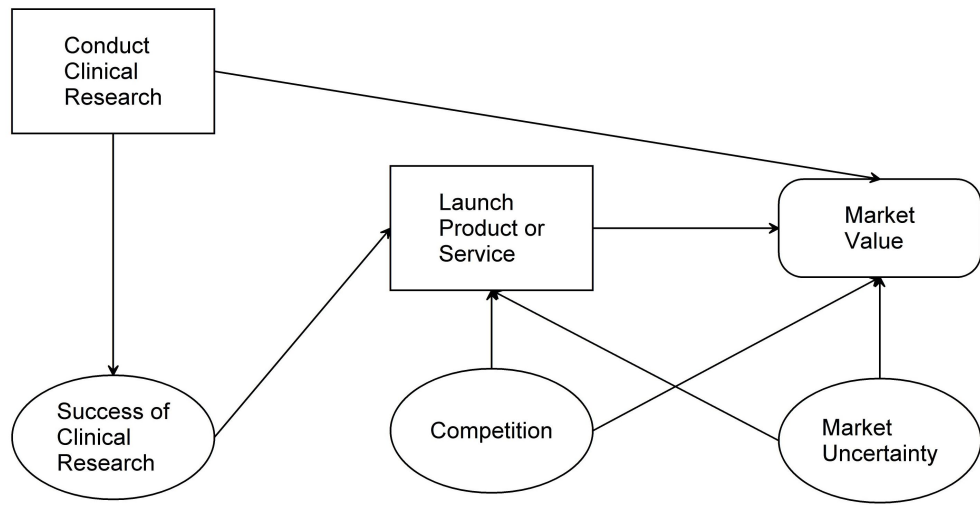 Conduct
Clinical
Research
Launch
Product or
Service
Market
Value
Success of
Clinical
Research
Competition
Market
Uncertainty